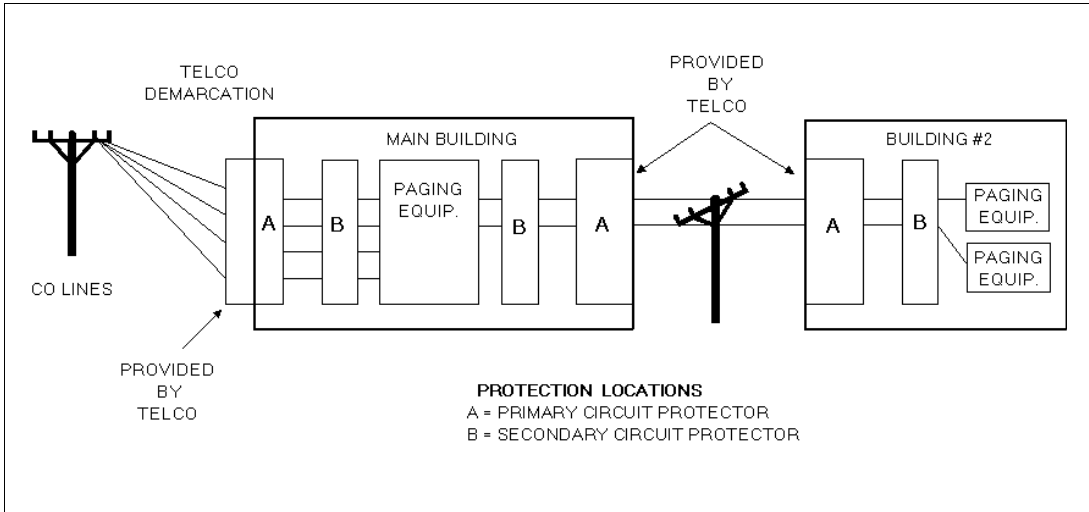 TELCO
DEMARCATION
PROVIDED
BY
TELCO
MAIN BUILDING
BUILDING #2
PAGING
EQUIP.
A
B
B
A
A
B
PAGING
EQUIP.
PAGING
EQUIP.
CO LINES
PROVIDED
BY
TELCO
PROTECTION LOCATIONS
A = PRIMARY CIRCUIT PROTECTOR
B = SECONDARY CIRCUIT PROTECTOR